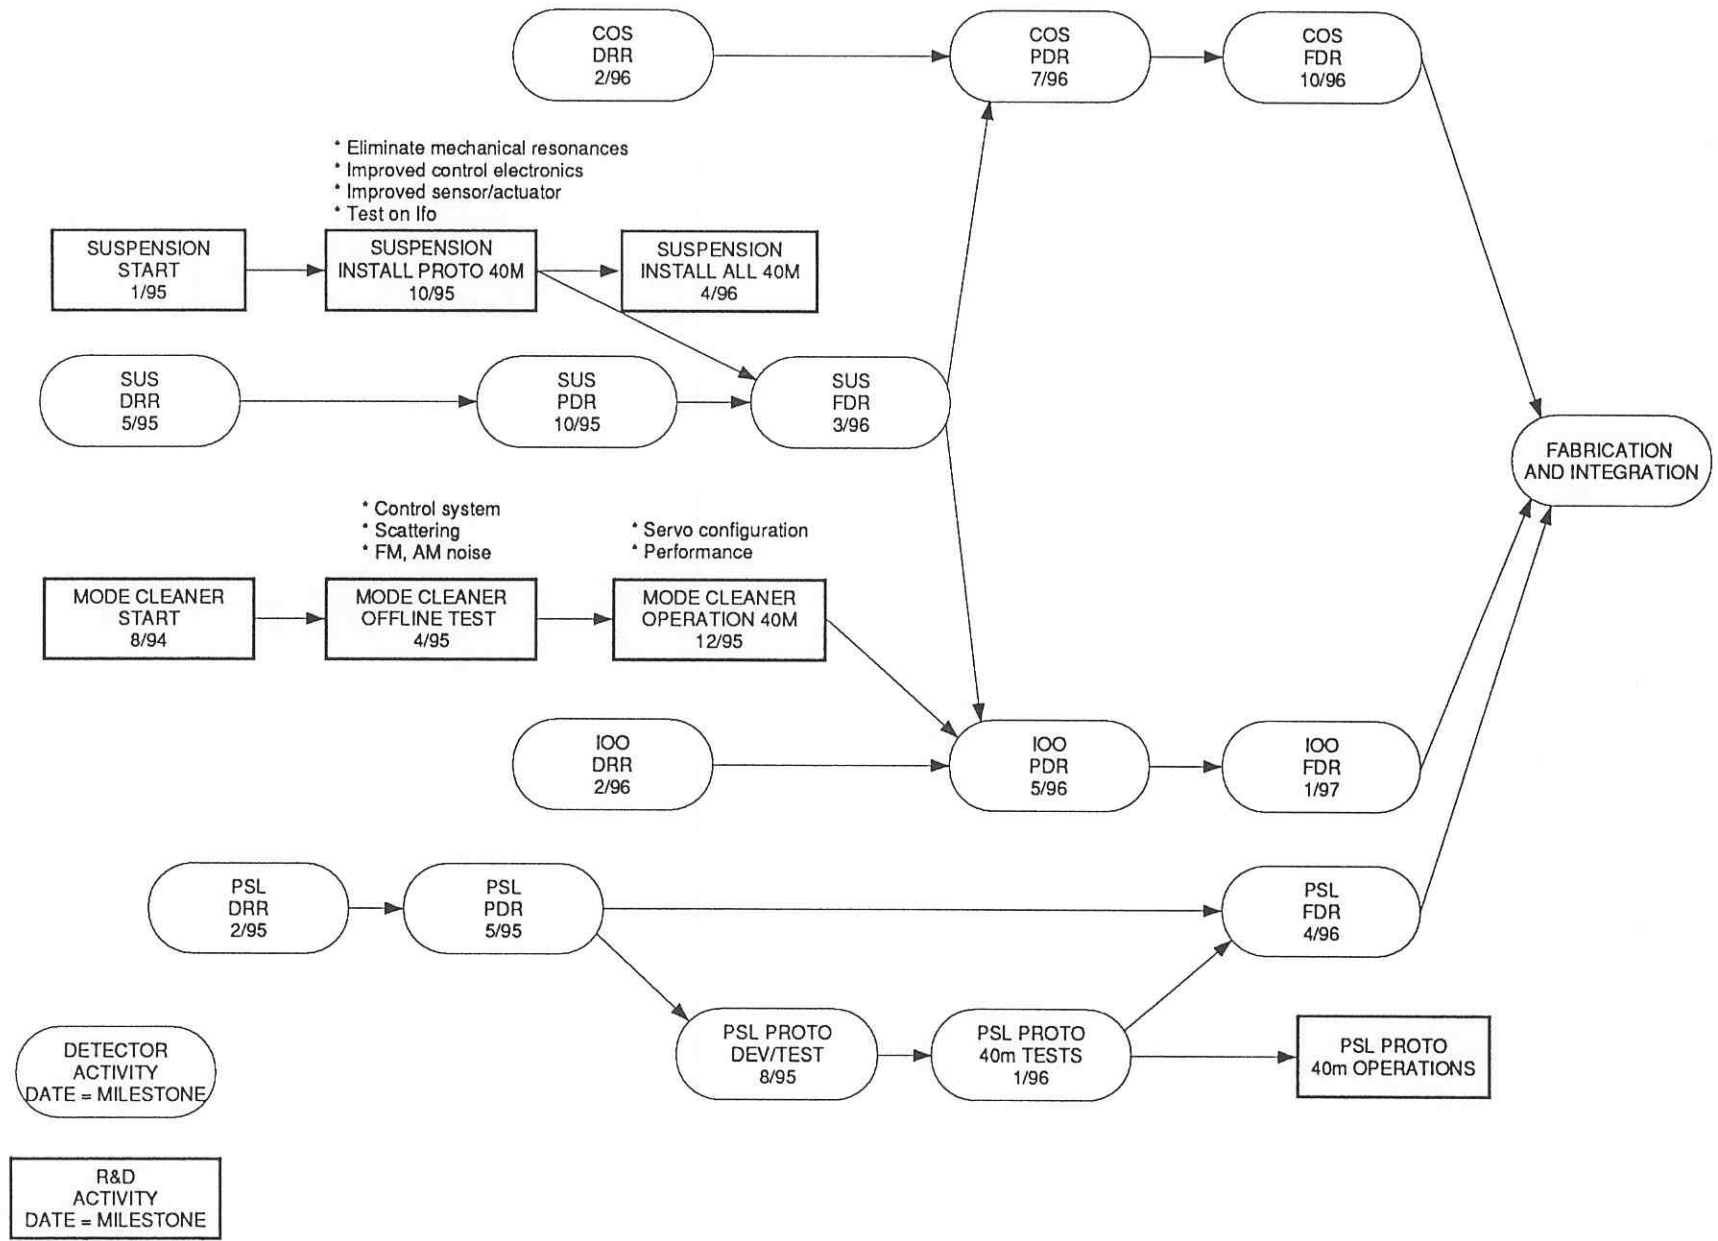 COS
DRR
2/96
COS
PDR
7/96
COS
FDR
10/96
* Eliminate mechanical resonances
* Improved control electronics
* Improved sensor/actuator
* Test on Ifo
SUSPENSION
START
1/95
SUSPENSION
INSTALL PROTO 40M
10/95
SUSPENSION
INSTALL ALL 40M
4/96
SUS
DRR
5/95
SUS
PDR
10/95
SUS
FDR
3/96
FABRICATION
AND INTEGRATION
* Control system
* Scattering
* FM, AM noise
* Servo configuration
* Performance
MODE CLEANER
START
8/94
MODE CLEANER
OFFLINE TEST
4/95
MODE CLEANER
OPERATION 40M
12/95
IOO
DRR
2/96
IOO
PDR
5/96
IOO
FDR
1/97
PSL
DRR
2/95
PSL
PDR
5/95
PSL
FDR
4/96
PSL PROTO
DEV/TEST
8/95
PSL PROTO
40m TESTS
1/96
PSL PROTO
40m OPERATIONS
DETECTOR
ACTIVITY
DATE = MILESTONE
R&D
ACTIVITY
DATE = MILESTONE